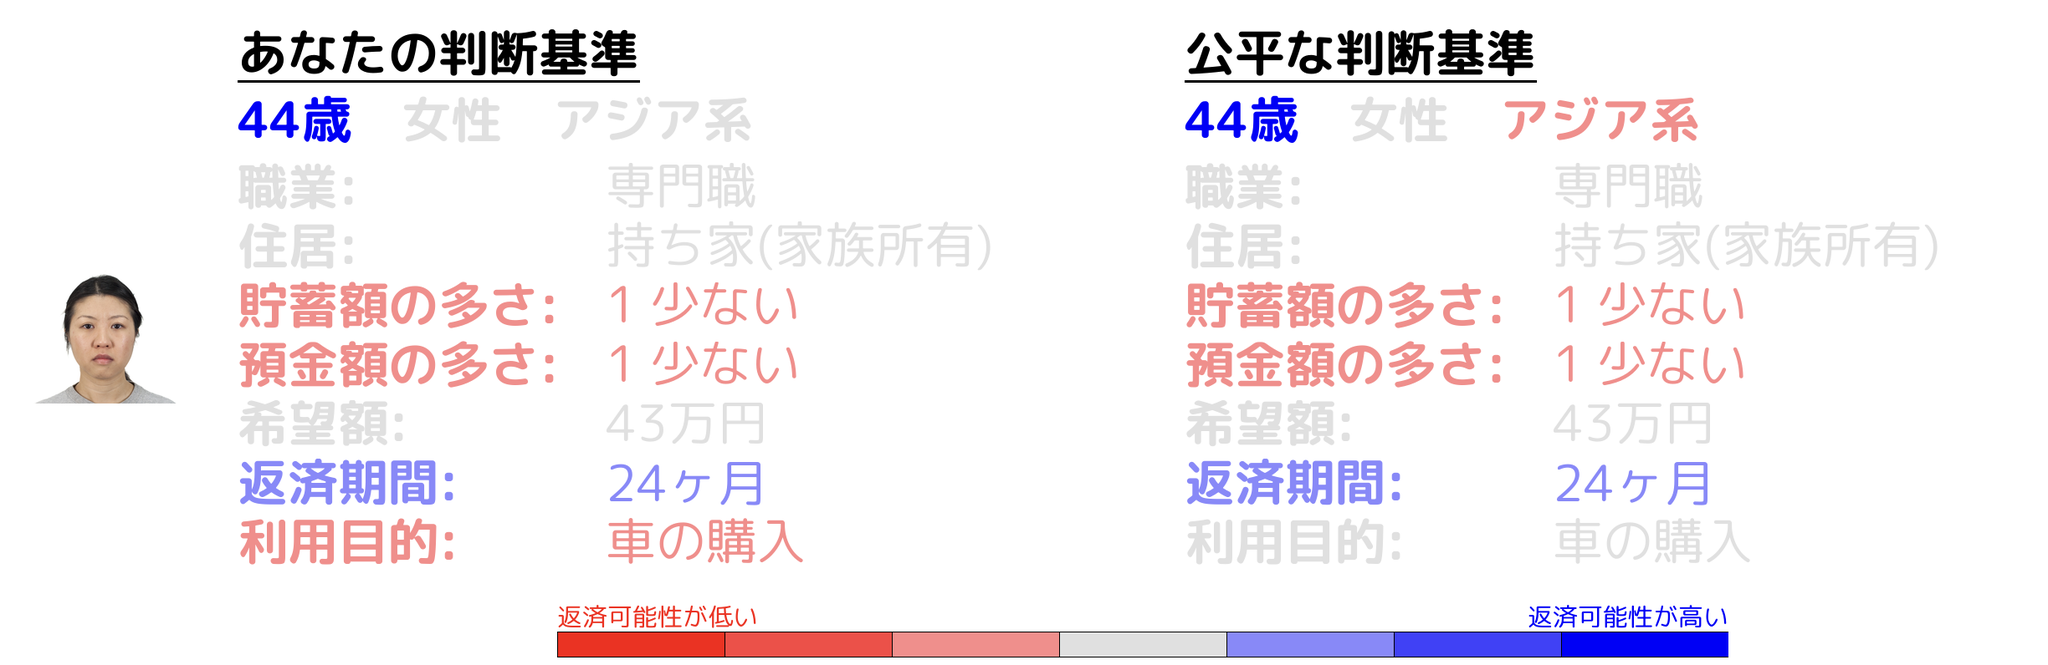 あなたの判断基準
44歳 女性 アジア系
職業: 専門職
住居: 持ち家(家族所有)
貯蓄額の多さ: 1 少ない
預金額の多さ: 1 少ない
希望額: 43万円
返済期間: 24ヶ月
利用目的: 車の購入
公平な判断基準
44歳 女性 アジア系
職業: 専門職
住居: 持ち家(家族所有)
貯蓄額の多さ: 1 少ない
預金額の多さ: 1 少ない
希望額: 43万円
返済期間: 24ヶ月
利用目的: 車の購入
返済可能性が低い
返済可能性が高い